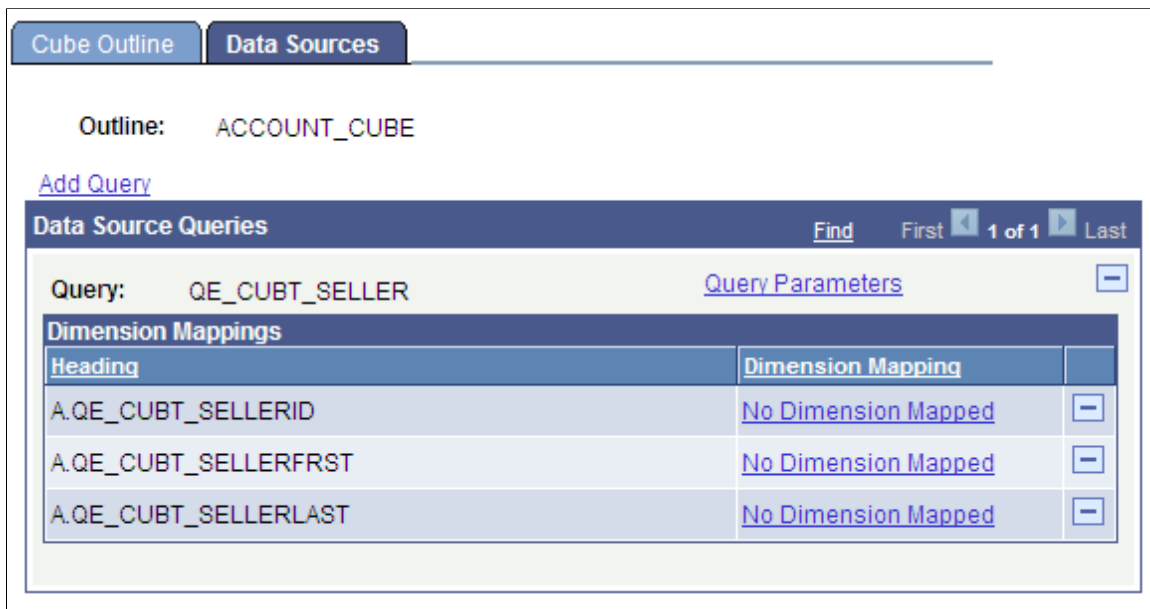 Cube Outline Data Sources
Outline: ACCOUNT_CUBE
Add Query
Data Source Queries Find First 1 of 1 Last
Query: QE_CUBT_SELLER Query Parameters
Dimension Mappings
Heading Dimension Mapping
A.QE_CUBT_SELLERID No Dimension Mapped
A.QE_CUBT_SELLERFRST No Dimension Mapped
A.QE_CUBT_SELLERLAST No Dimension Mapped